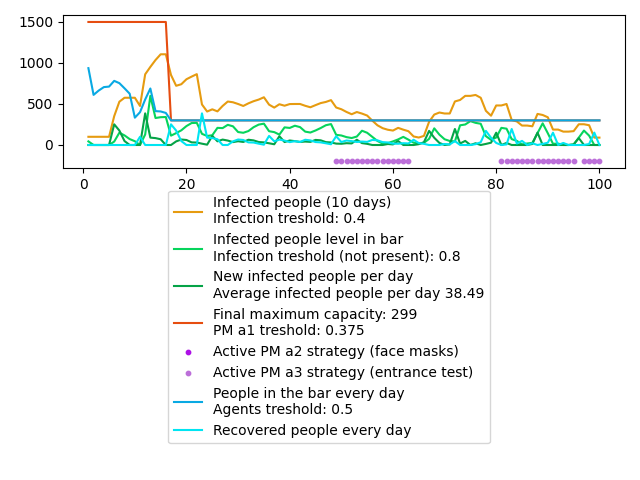 1500
1000
500
0
0 20 40 60 80 100
Infected people (10 days)
Infection treshold: 0.4
Infected people level in bar
Infection treshold (not present): 0.8
New infected people per day
Average infected people per day 38.49
Final maximum capacity: 299
PM a1 treshold: 0.375
Active PM a2 strategy (face masks)
Active PM a3 strategy (entrance test)
People in the bar every day
Agents treshold: 0.5
Recovered people every day